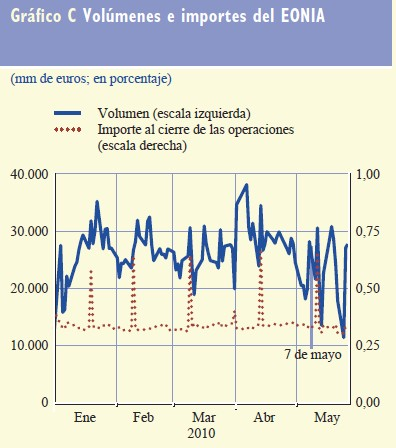 Gráfico C Volúmenes e importes del EONIA
(mm de euros; en porcentaje)
Volumen (escala izquierda)
Importe al cierre de las operaciones
(escala derecha)
40.000 1,00
30.000 0,75
20.000 0,50
10.000 0,25
7 de mayo
0 0,00
Ene Feb Mar Abr May
2010